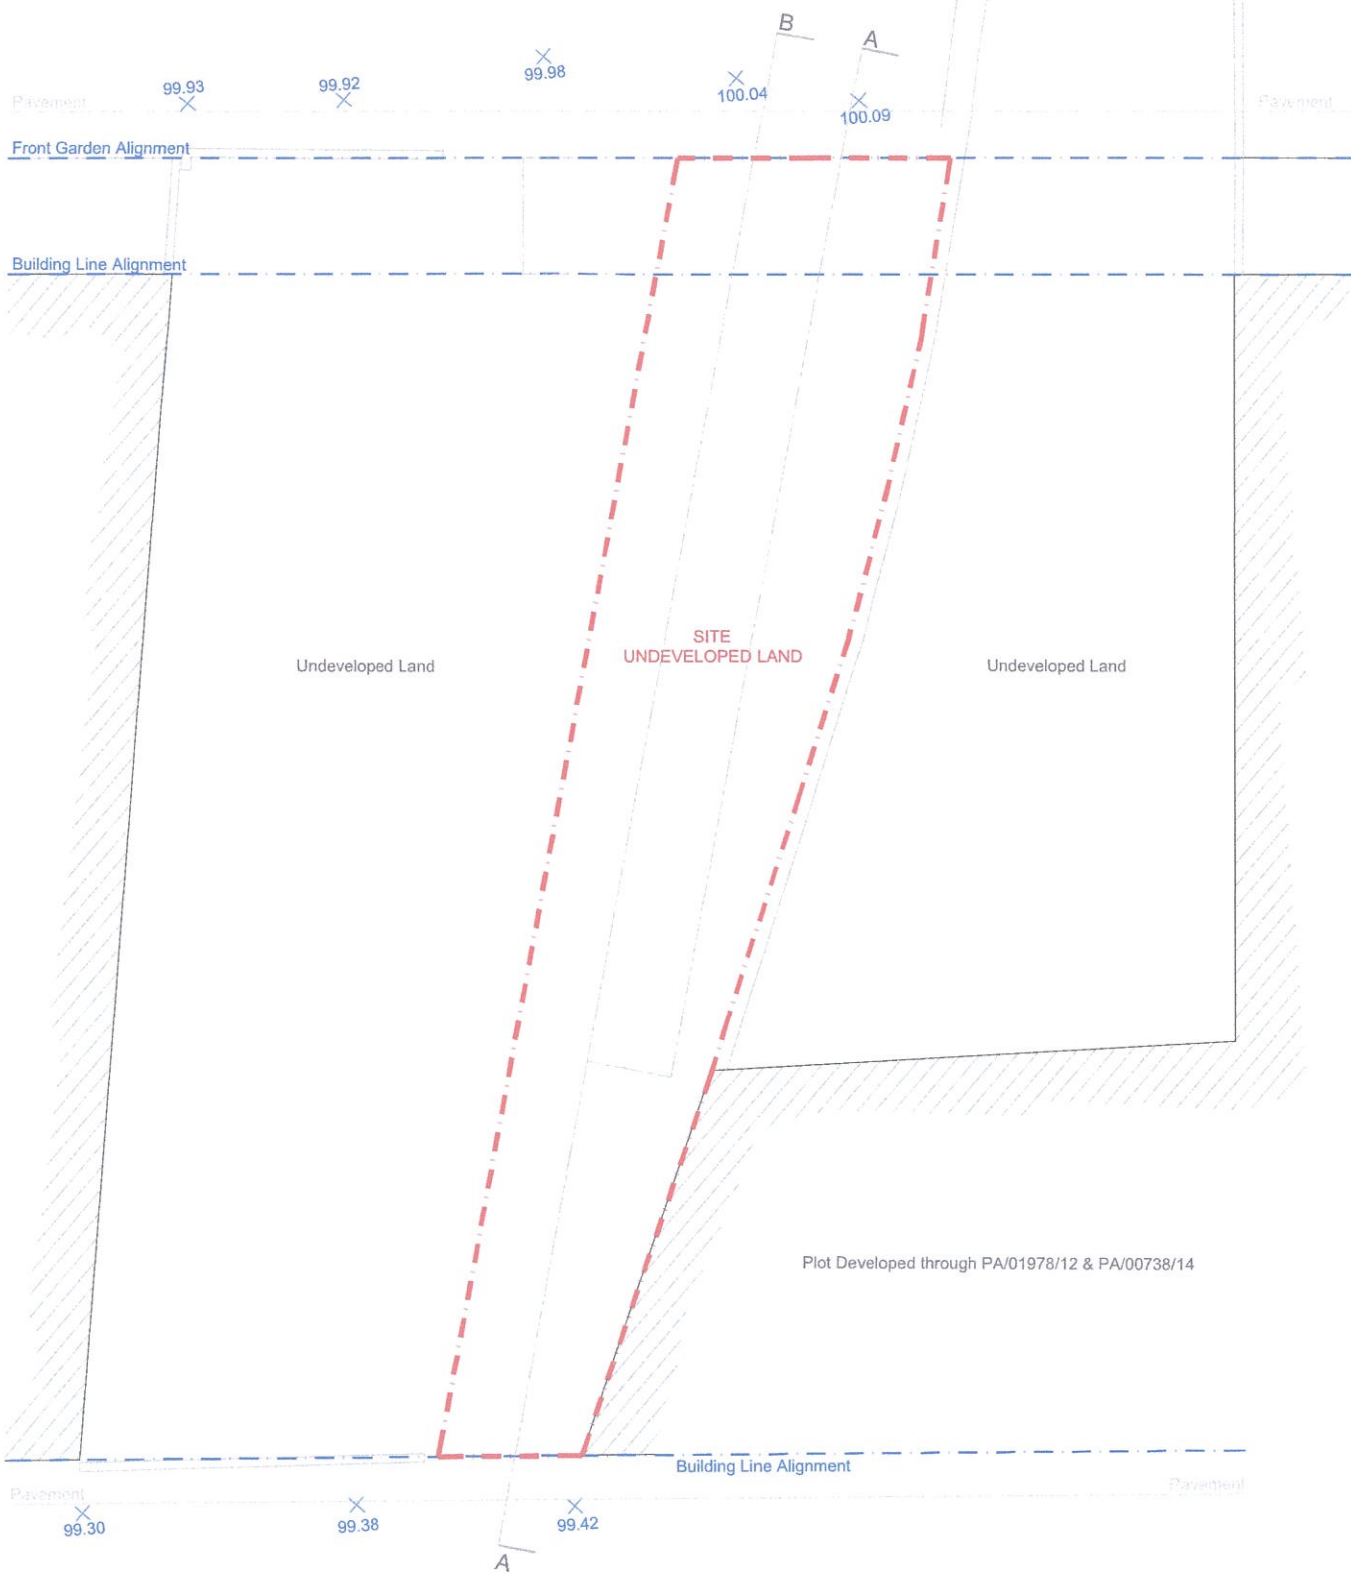 B
A
99.93
99.92
99.98
100.04
100.09
Pavement
Pavement
Front Garden Alignment
Building Line Alignment
SITE
UNDEVELOPED LAND
Undeveloped Land
Undeveloped Land
Plot Developed through PA/01978/12 & PA/00738/14
Building Line Alignment
Pavement
Pavement
99.30
99.38
99.42
A